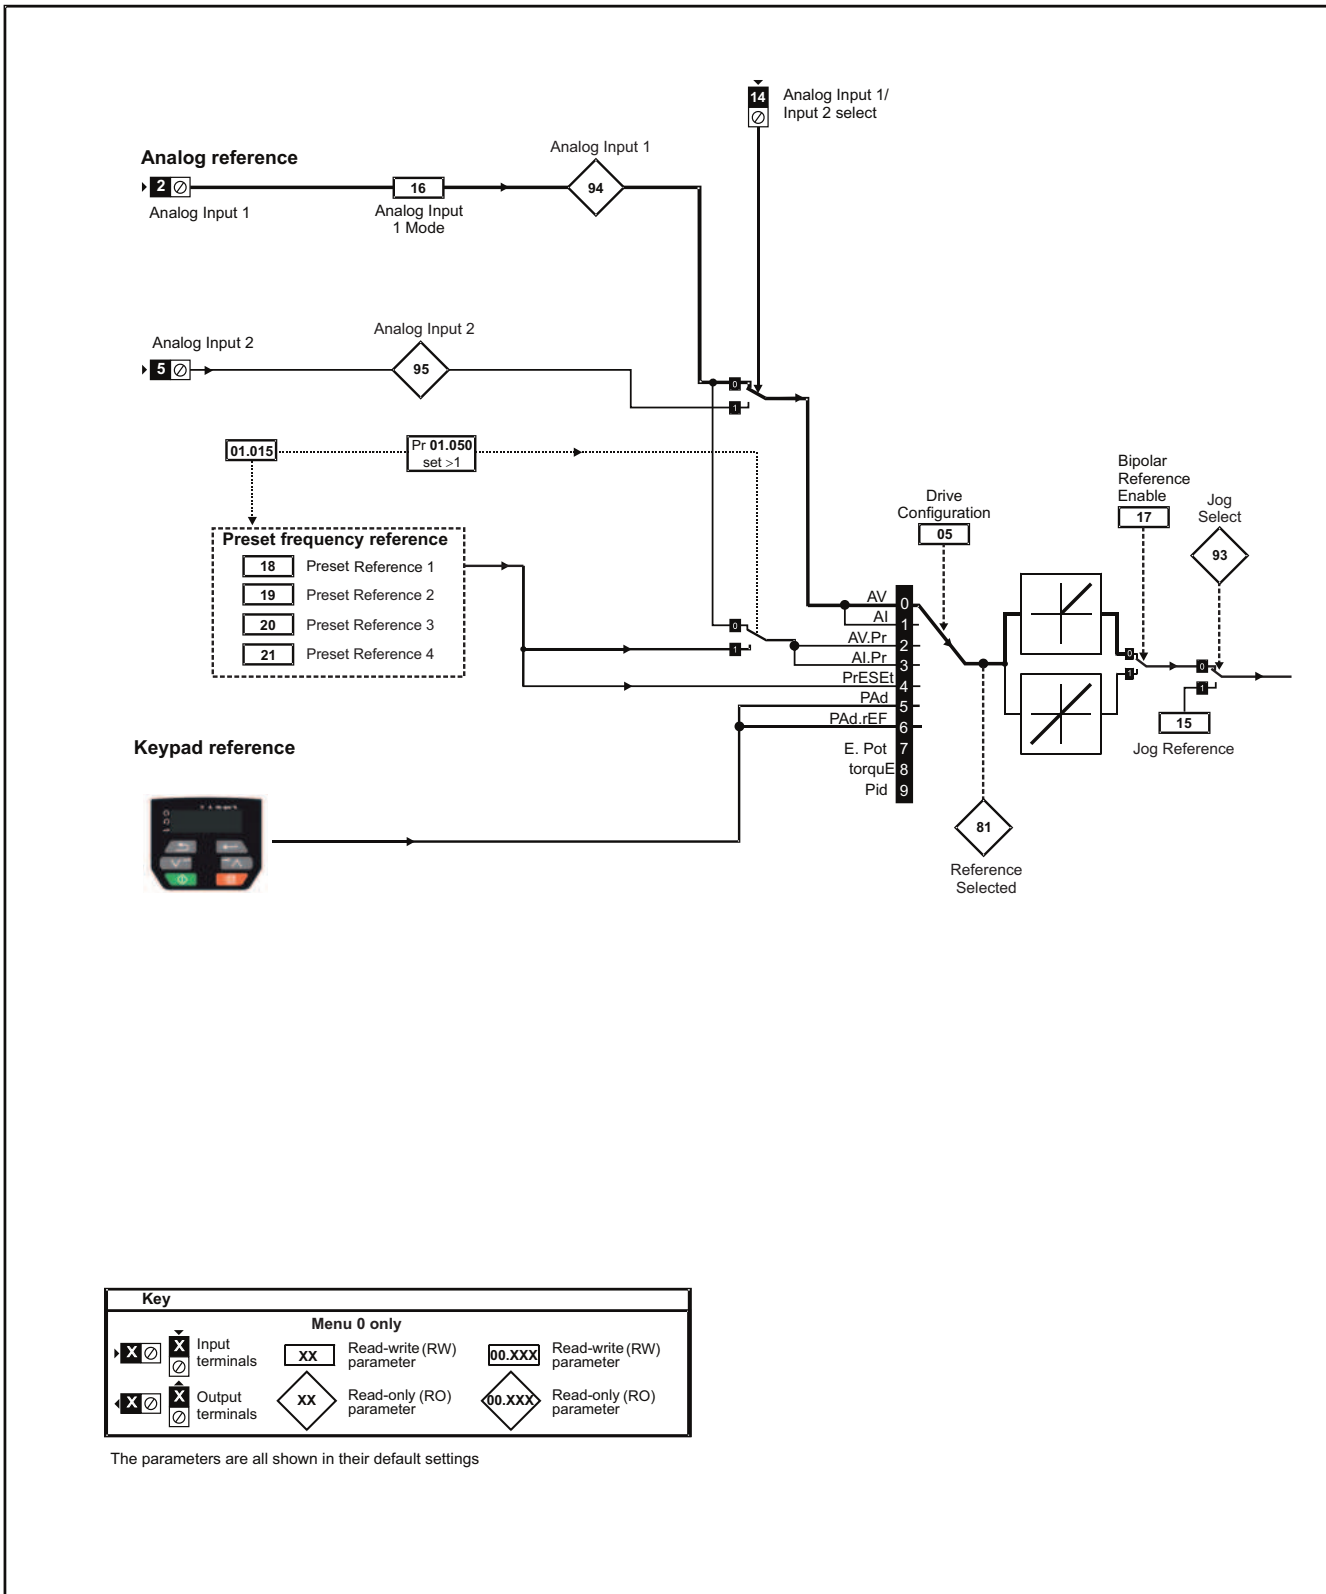 14
Analog Input 1/
Input 2 select
Analog reference
2
Analog Input 1
16
Analog Input
1 Mode
Analog Input 1
94
Analog Input 2
5
Analog Input 2
95
0
1
01.015
Pr 01.050
set >1
Preset frequency reference
18 Preset Reference 1
19 Preset Reference 2
20 Preset Reference 3
21 Preset Reference 4
0
1
Keypad reference
Drive
Configuration
05
AV 0
AI 1
AV.Pr 2
AI.Pr 3
PrESEt 4
PAd 5
PAd.rEF 6
E. Pot 7
torquE 8
Pid 9
81
Reference
Selected
Bipolar
Reference
Enable
17
0
1
Jog
Select
93
0
1
15
Jog Reference
Key
Menu 0 only
X
X
Input
terminals
XX
Read-write (RW)
parameter
00.XXX
Read-write (RW)
parameter
X
X
Output
terminals
XX
Read-only (RO)
parameter
00.XXX
Read-only (RO)
parameter
The parameters are all shown in their default settings